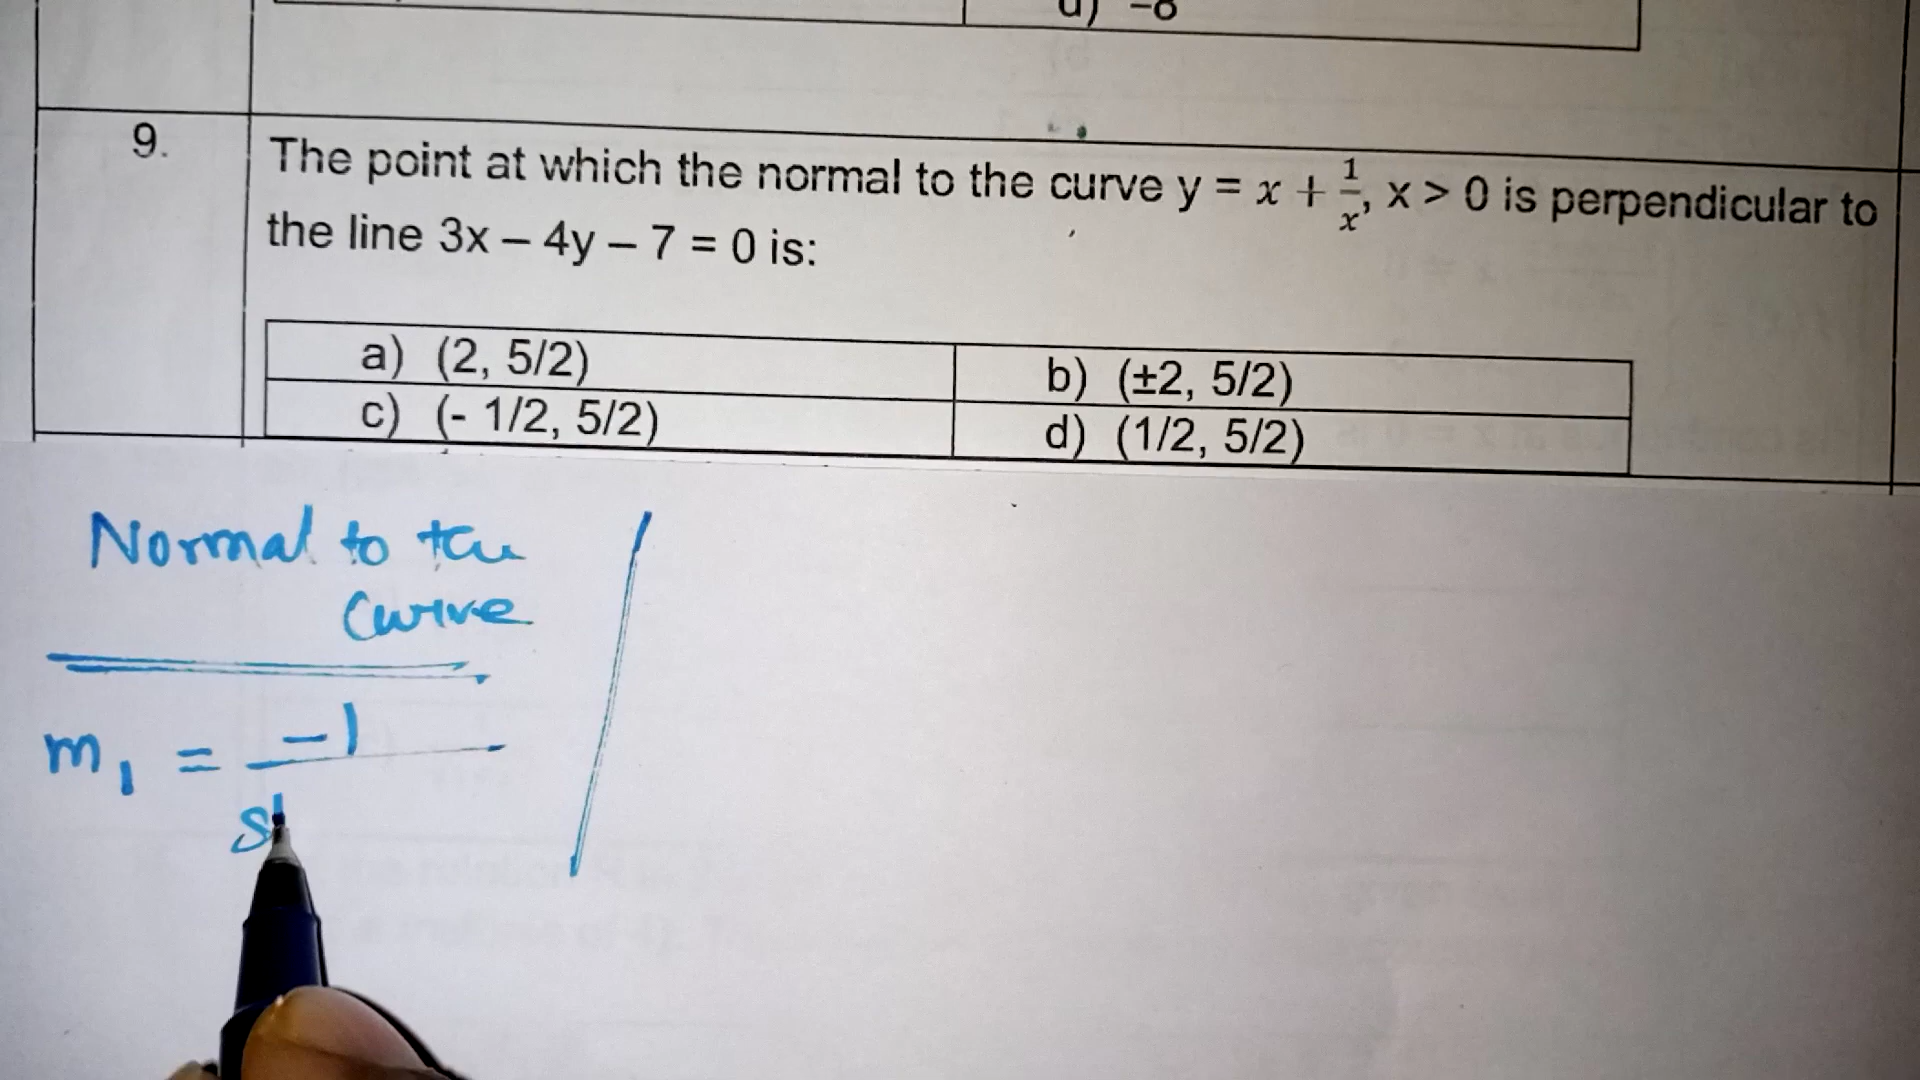 d) -8
9.
The point at which the normal to the curve y = x + 1/x, x > 0 is perpendicular to
the line 3x – 4y – 7 = 0 is:
a) (2, 5/2)
b) (±2, 5/2)
c) (- 1/2, 5/2)
d) (1/2, 5/2)
Normal to the
Curve
m₁ = -1